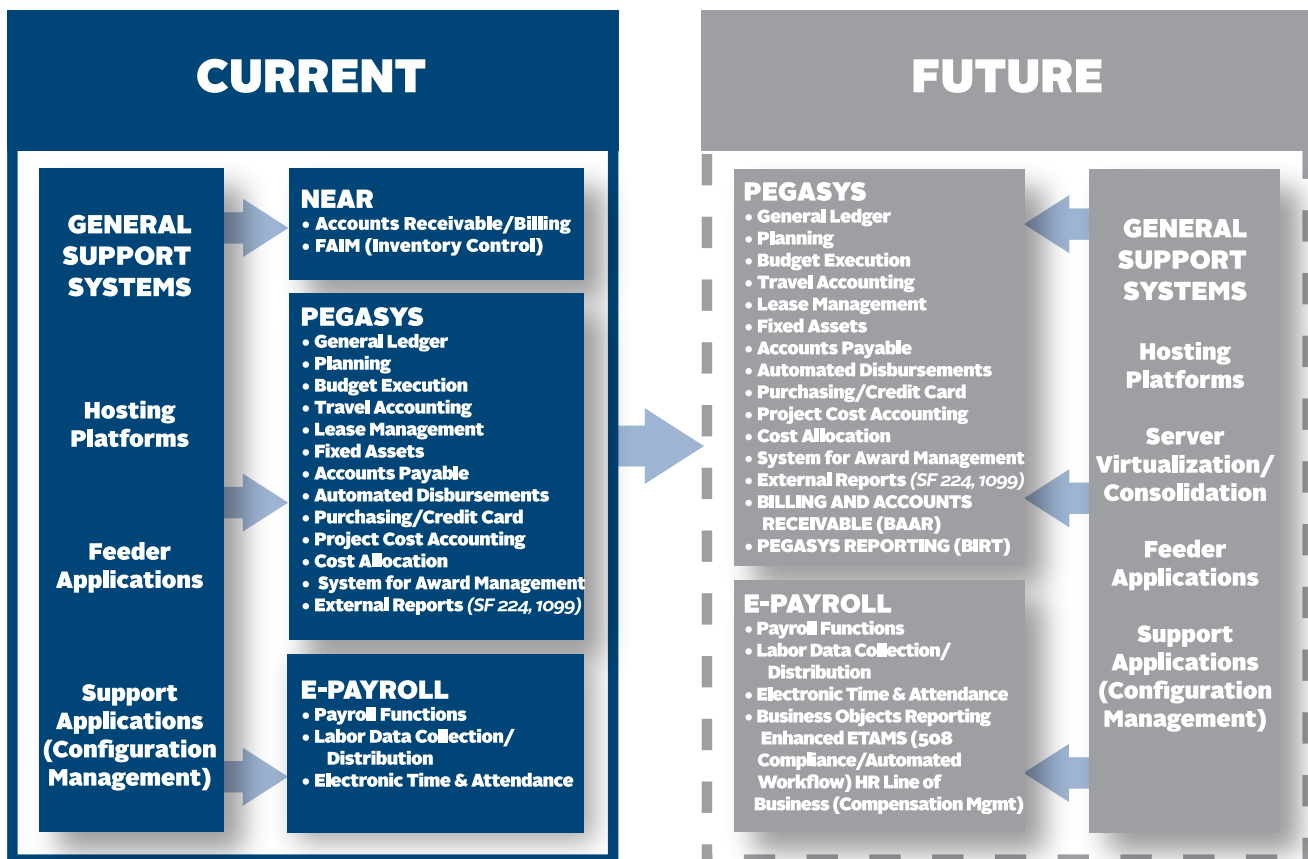 CURRENT
GENERAL
SUPPORT
SYSTEMS
Hosting
Platforms
Feeder
Applications
Support
Applications
(Configuration
Management)
NEAR
• Accounts Receivable/Billing
• FAIM (Inventory Control)
PEGASYS
• General Ledger
• Planning
• Budget Execution
• Travel Accounting
• Lease Management
• Fixed Assets
• Accounts Payable
• Automated Disbursements
• Purchasing/Credit Card
• Project Cost Accounting
• Cost Allocation
• System for Award Management
• External Reports (SF 224, 1099)
E-PAYROLL
• Payroll Functions
• Labor Data Collection/
Distribution
• Electronic Time & Attendance
FUTURE
PEGASYS
• General Ledger
• Planning
• Budget Execution
• Travel Accounting
• Lease Management
• Fixed Assets
• Accounts Payable
• Automated Disbursements
• Purchasing/Credit Card
• Project Cost Accounting
• Cost Allocation
• System for Award Management
• External Reports (SF 224, 1099)
• BILLING AND ACCOUNTS
RECEIVABLE (BAAR)
• PEGASYS REPORTING (BIRT)
E-PAYROLL
• Payroll Functions
• Labor Data Collection/
Distribution
• Electronic Time & Attendance
• Business Objects Reporting
Enhanced ETAMS (508
Compliance/Automated
Workflow) HR Line of
Business (Compensation Mgmt)
GENERAL
SUPPORT
SYSTEMS
Hosting
Platforms
Server
Virtualization/
Consolidation
Feeder
Applications
Support
Applications
(Configuration
Management)